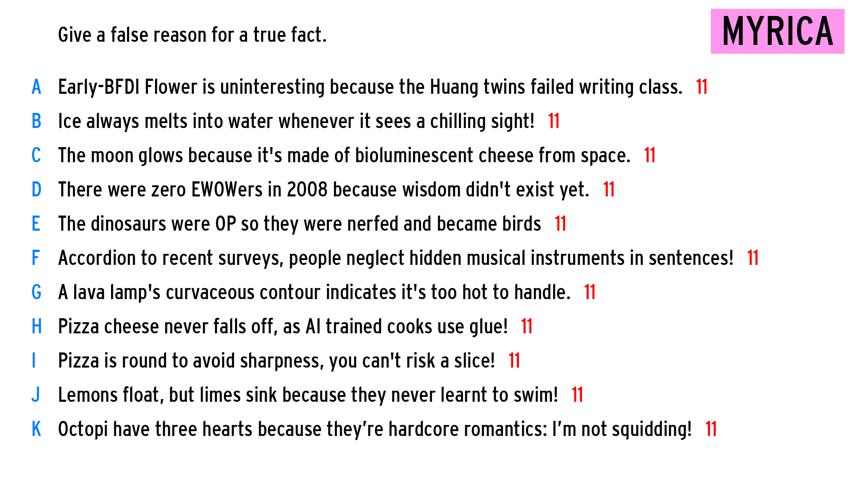 Give a false reason for a true fact.
MYRICA
A Early-BFDI Flower is uninteresting because the Huang twins failed writing class. 11
B Ice always melts into water whenever it sees a chilling sight! 11
C The moon glows because it's made of bioluminescent cheese from space. 11
D There were zero EWOWers in 2008 because wisdom didn't exist yet. 11
E The dinosaurs were OP so they were nerfed and became birds 11
F Accordion to recent surveys, people neglect hidden musical instruments in sentences! 11
G A lava lamp's curvaceous contour indicates it's too hot to handle. 11
H Pizza cheese never falls off, as AI trained cooks use glue! 11
I Pizza is round to avoid sharpness, you can't risk a slice! 11
J Lemons float, but limes sink because they never learnt to swim! 11
K Octopi have three hearts because they’re hardcore romantics: I’m not squidding! 11